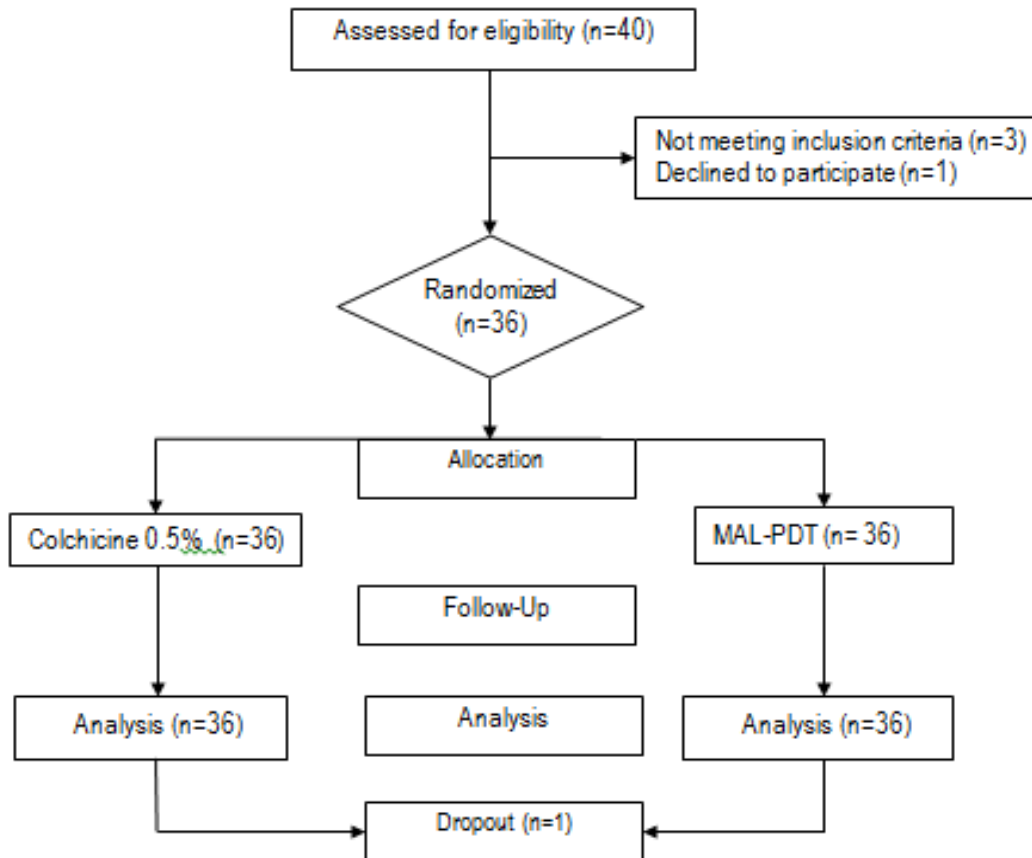 Assessed for eligibility (n=40)
Not meeting inclusion criteria (n=3)
Declined to participate (n=1)
Randomized
(n=36)
Allocation
Colchicine 0.5% (n=36)
MAL-PDT (n= 36)
Follow-Up
Analysis (n=36)
Analysis
Analysis (n=36)
Dropout (n=1)